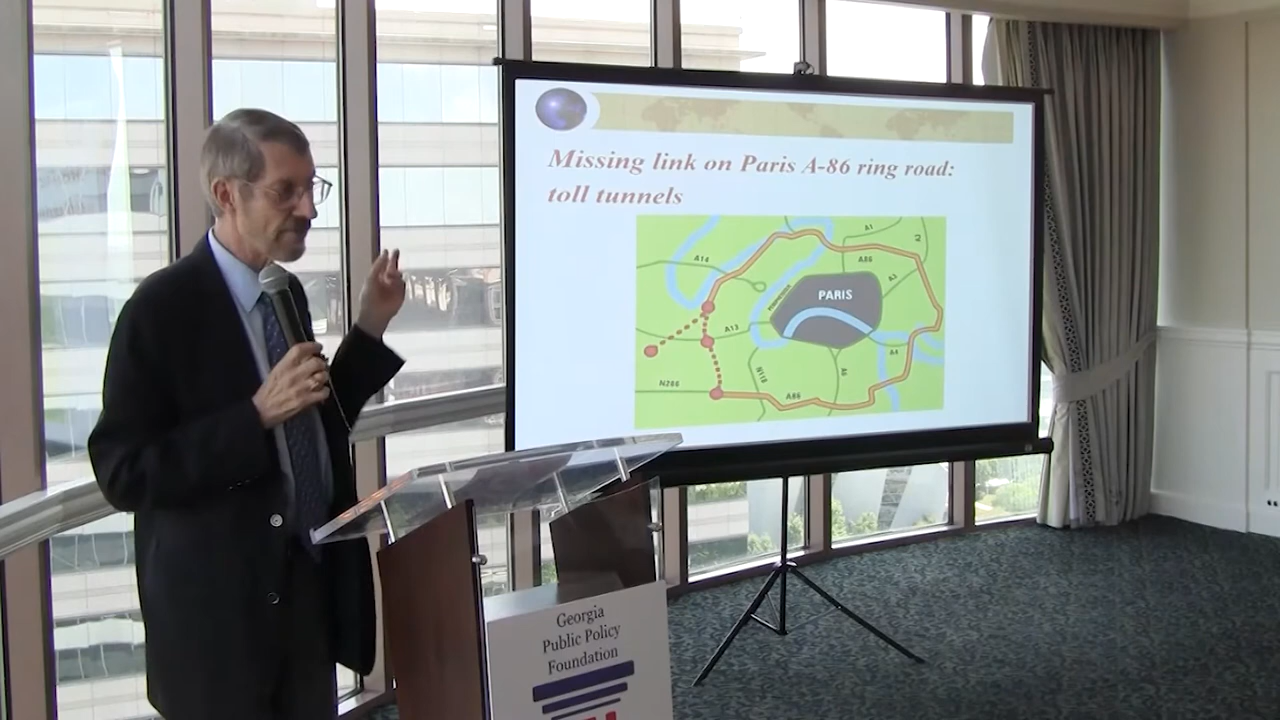 Missing link on Paris A-86 ring road:
toll tunnels
A1
A14
A86
A3
PARIS
A13
A4
N118
A6
N286
A86
Georgia
Public Policy
Foundation